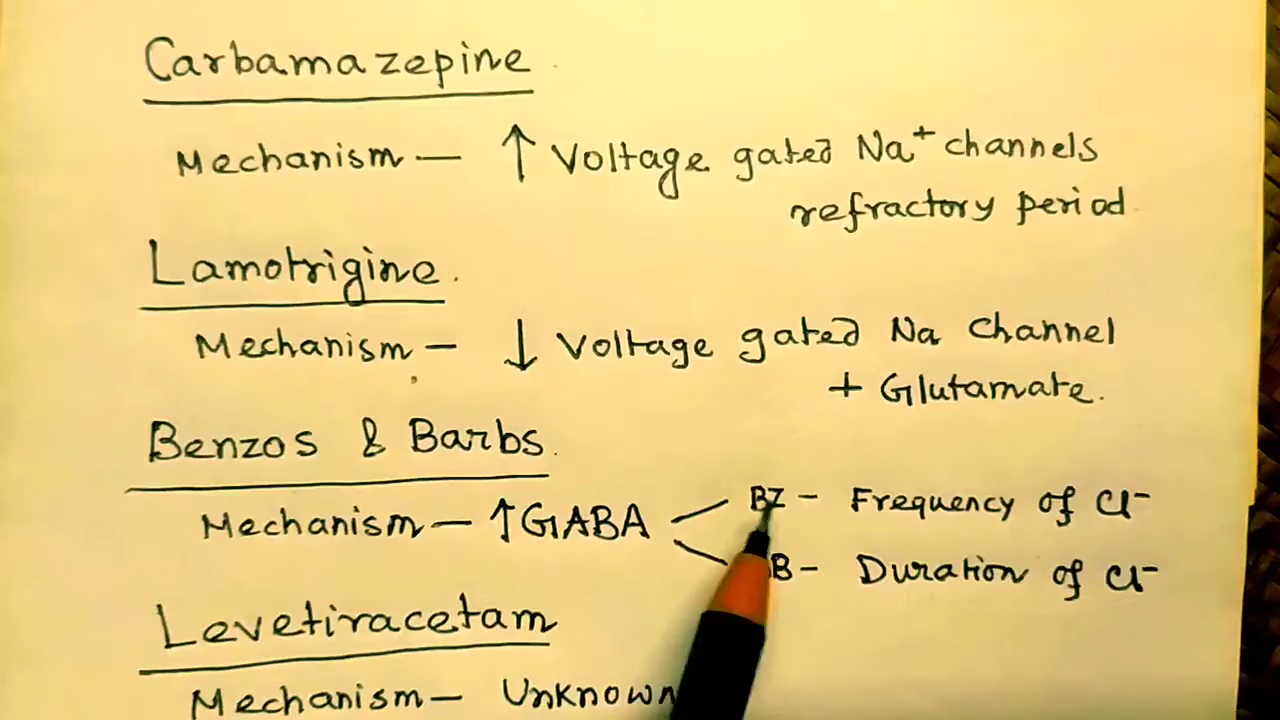 Carbamazepine
Mechanism — ↑ Voltage gated Na⁺ channels
refractory period
Lamotrigine.
Mechanism — ↓ Voltage gated Na Channel
+ Glutamate.
Benzos & Barbs.
Mechanism — ↑GABA
BZ – Frequency of Cl⁻
B – Duration of Cl⁻
Levetiracetam
Mechanism — Unknown